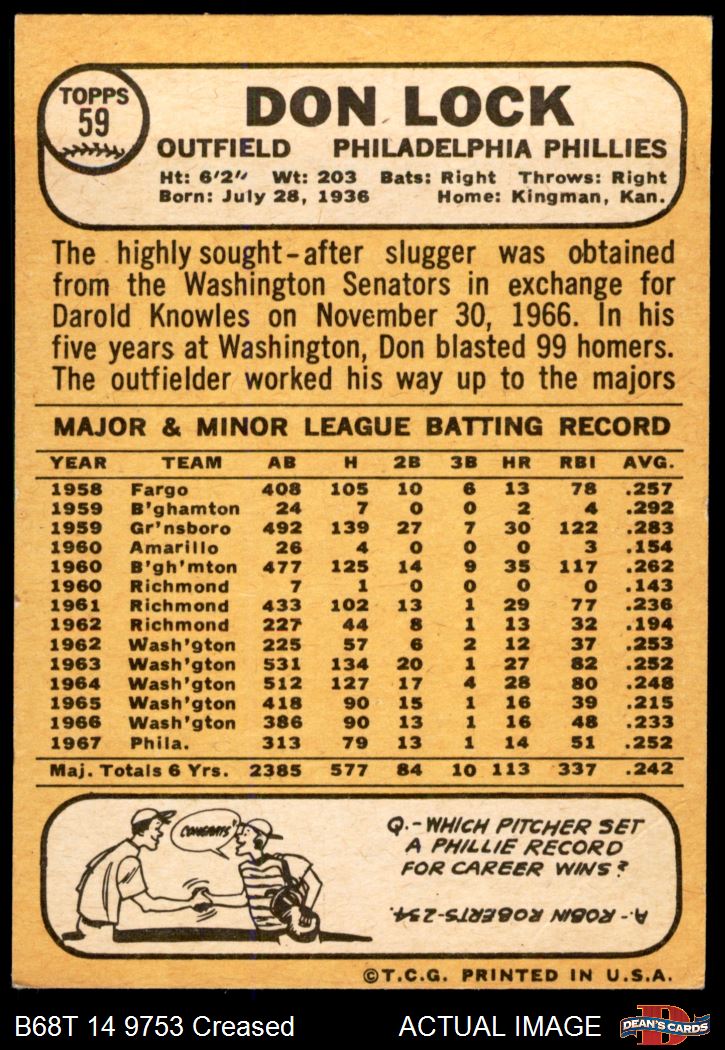 TOPPS
59
DON LOCK
OUTFIELD PHILADELPHIA PHILLIES
Ht: 6'2" Wt: 203 Bats: Right Throws: Right
Born: July 28, 1936 Home: Kingman, Kan.
The highly sought-after slugger was obtained
from the Washington Senators in exchange for
Darold Knowles on November 30, 1966. In his
five years at Washington, Don blasted 99 homers.
The outfielder worked his way up to the majors
MAJOR & MINOR LEAGUE BATTING RECORD
YEAR TEAM AB H 2B 3B HR RBI AVG.
1958 Fargo 408 105 10 6 13 78 .257
1959 B'ghamton 24 7 0 0 2 4 .292
1959 Gr'nsboro 492 139 27 7 30 122 .283
1960 Amarillo 26 4 0 0 0 3 .154
1960 B'gh'mton 477 125 14 9 35 117 .262
1960 Richmond 7 1 0 0 0 0 .143
1961 Richmond 433 102 13 1 29 77 .236
1962 Richmond 227 44 8 1 13 32 .194
1962 Wash'gton 225 57 6 2 12 37 .253
1963 Wash'gton 531 134 20 1 27 82 .252
1964 Wash'gton 512 127 17 4 28 80 .248
1965 Wash'gton 418 90 15 1 16 39 .215
1966 Wash'gton 386 90 13 1 16 48 .233
1967 Phila. 313 79 13 1 14 51 .252
Maj. Totals 6 Yrs. 2385 577 84 10 113 337 .242
CONGRATS!
Q.-WHICH PITCHER SET
A PHILLIE RECORD
FOR CAREER WINS?
A.-ROBIN ROBERTS-234.
©T.C.G. PRINTED IN U.S.A.
B68T 14 9753 Creased ACTUAL IMAGE
D
DEAN'S CARDS